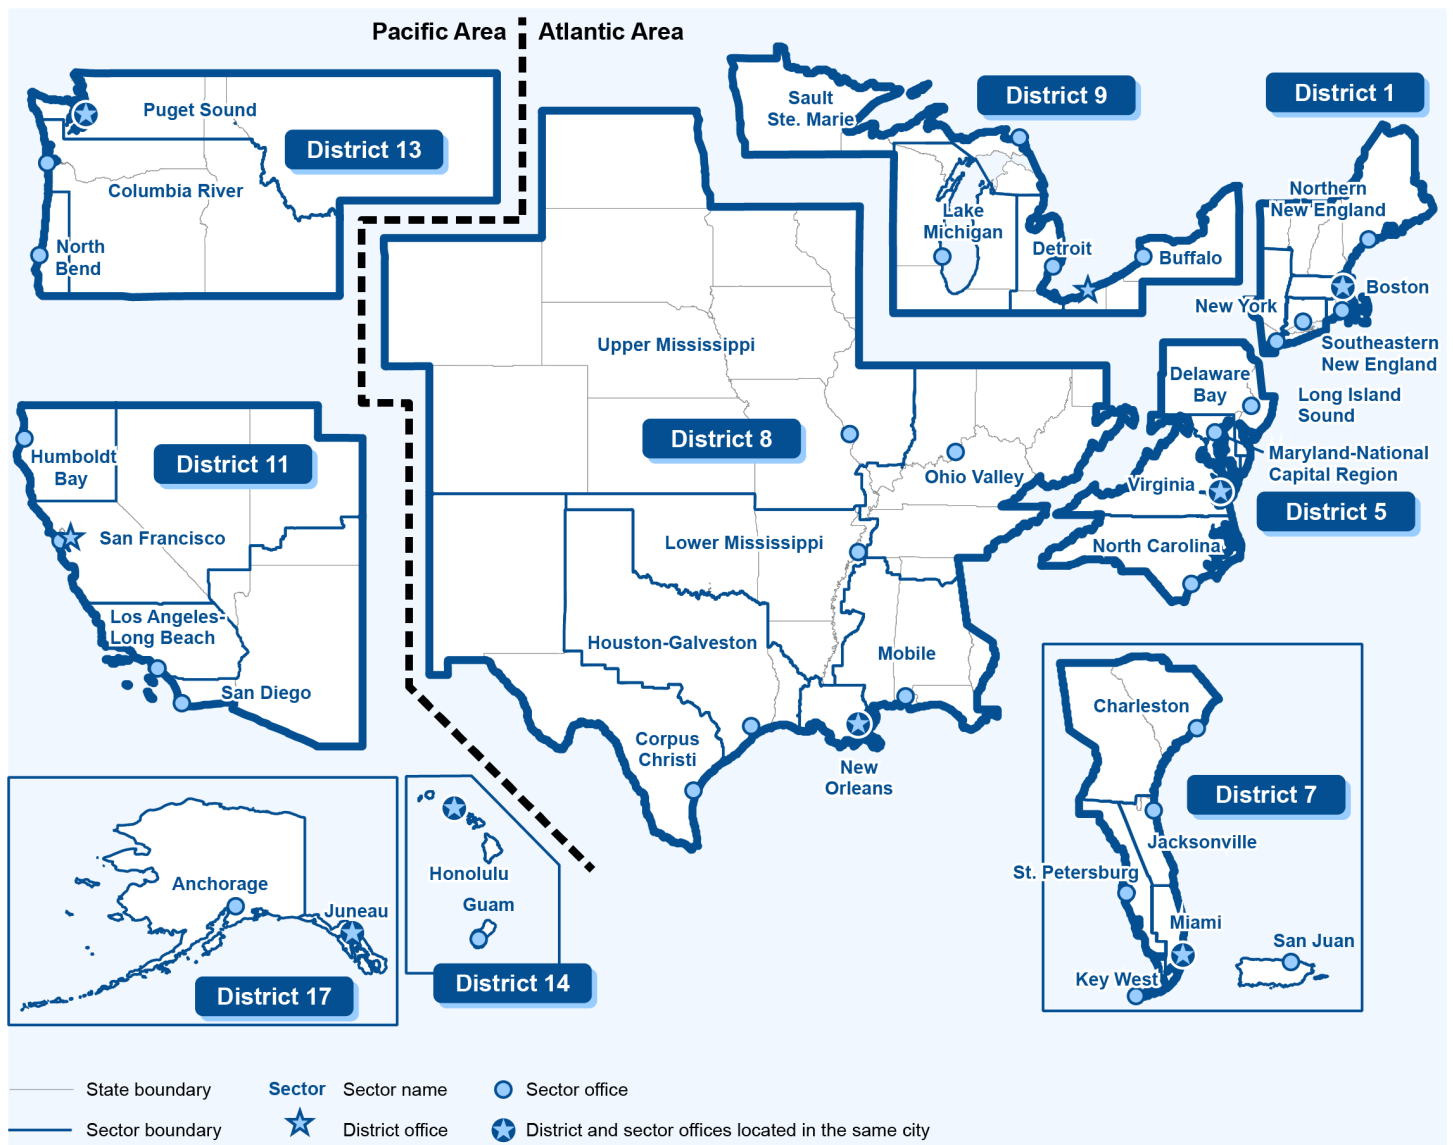 Pacific Area
Atlantic Area
District 13
Puget Sound
Columbia River
North
Bend
District 9
Sault
Ste. Marie
Lake
Michigan
Detroit
Buffalo
District 1
Northern
New England
Boston
New York
Southeastern
New England
Long Island
Sound
District 8
Upper Mississippi
Ohio Valley
Lower Mississippi
Houston-Galveston
Mobile
Corpus
Christi
New
Orleans
District 5
Delaware
Bay
Maryland-National
Capital Region
Virginia
North Carolina
District 11
Humboldt
Bay
San Francisco
Los Angeles-
Long Beach
San Diego
District 7
Charleston
Jacksonville
St. Petersburg
Miami
Key West
San Juan
District 17
Anchorage
Juneau
District 14
Honolulu
Guam
State boundary
Sector Sector name
Sector office
Sector boundary
District office
District and sector offices located in the same city